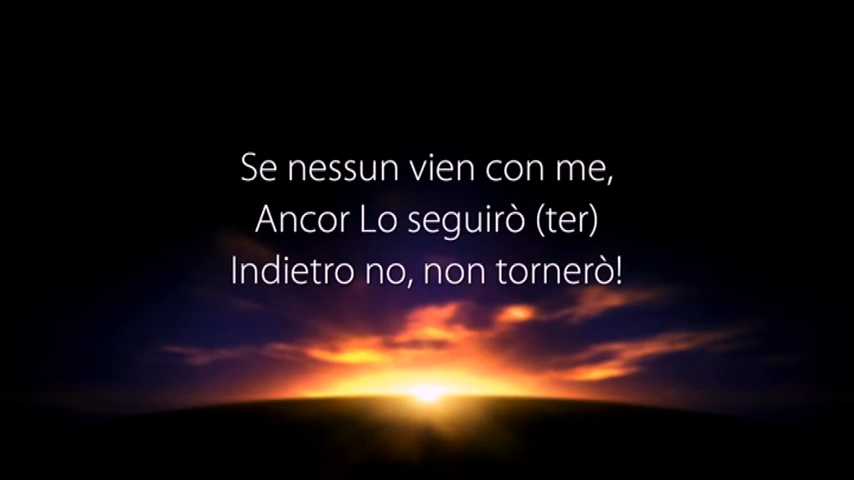 Se nessun vien con me,
Ancor Lo seguirò (ter)
Indietro no, non tornerò!